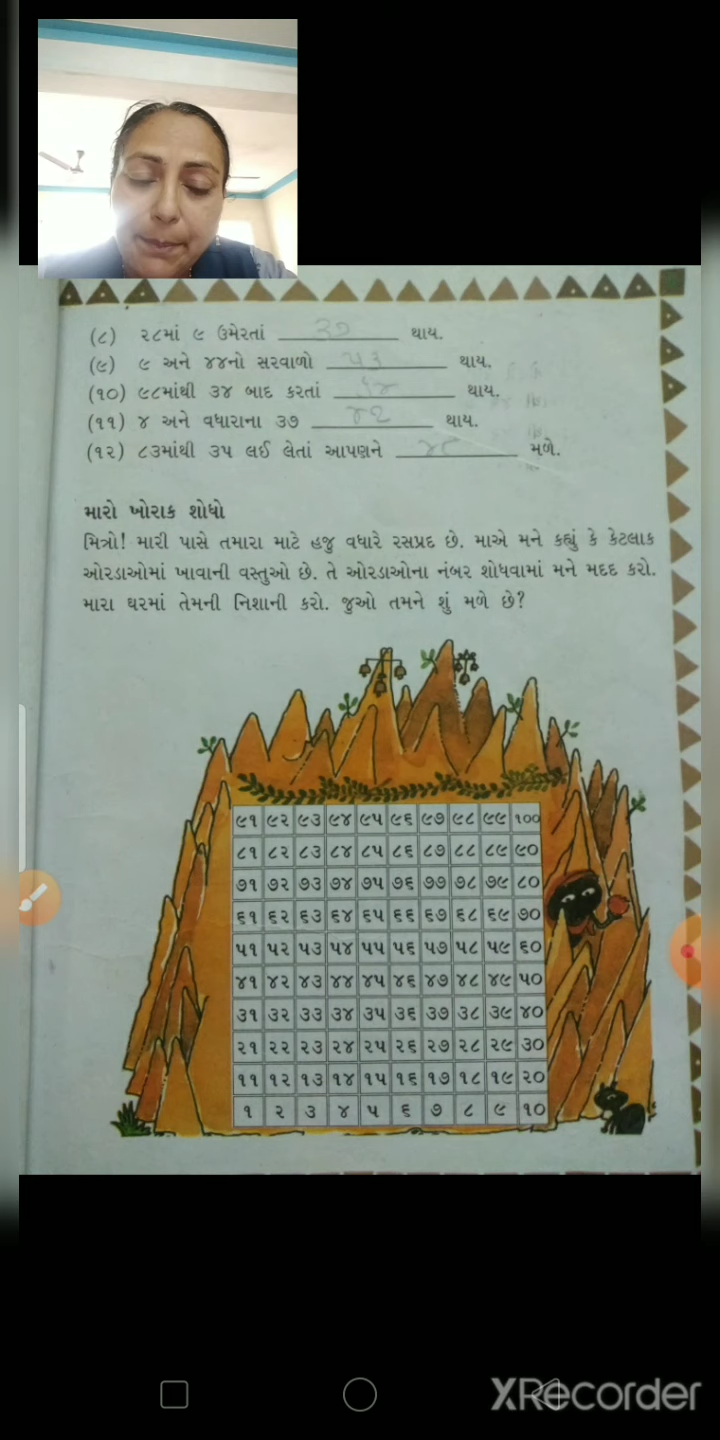 (૮) ૨૮માં ૯ ઉમેરતાં ૩૭ થાય.
(૯) ૯ અને ૪૪નો સરવાળો ૫૩ થાય.
(૧૦) ૯૮માંથી ૩૪ બાદ કરતાં ૬૪ થાય.
(૧૧) ૪ અને વધારાના ૩૭ થાય.
(૧૨) ૮૩માંથી ૩૫ લઈ લેતાં આપણને ૪૮ મળે.
મારો ખોરાક શોધો
મિત્રો! મારી પાસે તમારા માટે હજુ વધારે રસપ્રદ છે. માએ મને કહ્યું કે કેટલાક
ઓરડાઓમાં ખાવાની વસ્તુઓ છે. તે ઓરડાઓના નંબર શોધવામાં મને મદદ કરો.
મારા ઘરમાં તેમની નિશાની કરો. જુઓ તમને શું મળે છે?
૯૧ ૯૨ ૯૩ ૯૪ ૯૫ ૯૬ ૯૭ ૯૮ ૯૯ ૧૦૦
૮૧ ૮૨ ૮૩ ૮૪ ૮૫ ૮૬ ૮૭ ૮૮ ૮૯ ૯૦
૭૧ ૭૨ ૭૩ ૭૪ ૭૫ ૭૬ ૭૭ ૭૮ ૭૯ ૮૦
૬૧ ૬૨ ૬૩ ૬૪ ૬૫ ૬૬ ૬૭ ૬૮ ૬૯ ૭૦
૫૧ ૫૨ ૫૩ ૫૪ ૫૫ ૫૬ ૫૭ ૫૮ ૫૯ ૬૦
૪૧ ૪૨ ૪૩ ૪૪ ૪૫ ૪૬ ૪૭ ૪૮ ૪૯ ૫૦
૩૧ ૩૨ ૩૩ ૩૪ ૩૫ ૩૬ ૩૭ ૩૮ ૩૯ ૪૦
૨૧ ૨૨ ૨૩ ૨૪ ૨૫ ૨૬ ૨૭ ૨૮ ૨૯ ૩૦
૧૧ ૧૨ ૧૩ ૧૪ ૧૫ ૧૬ ૧૭ ૧૮ ૧૯ ૨૦
૧ ૨ ૩ ૪ ૫ ૬ ૭ ૮ ૯ ૧૦
XRecorder